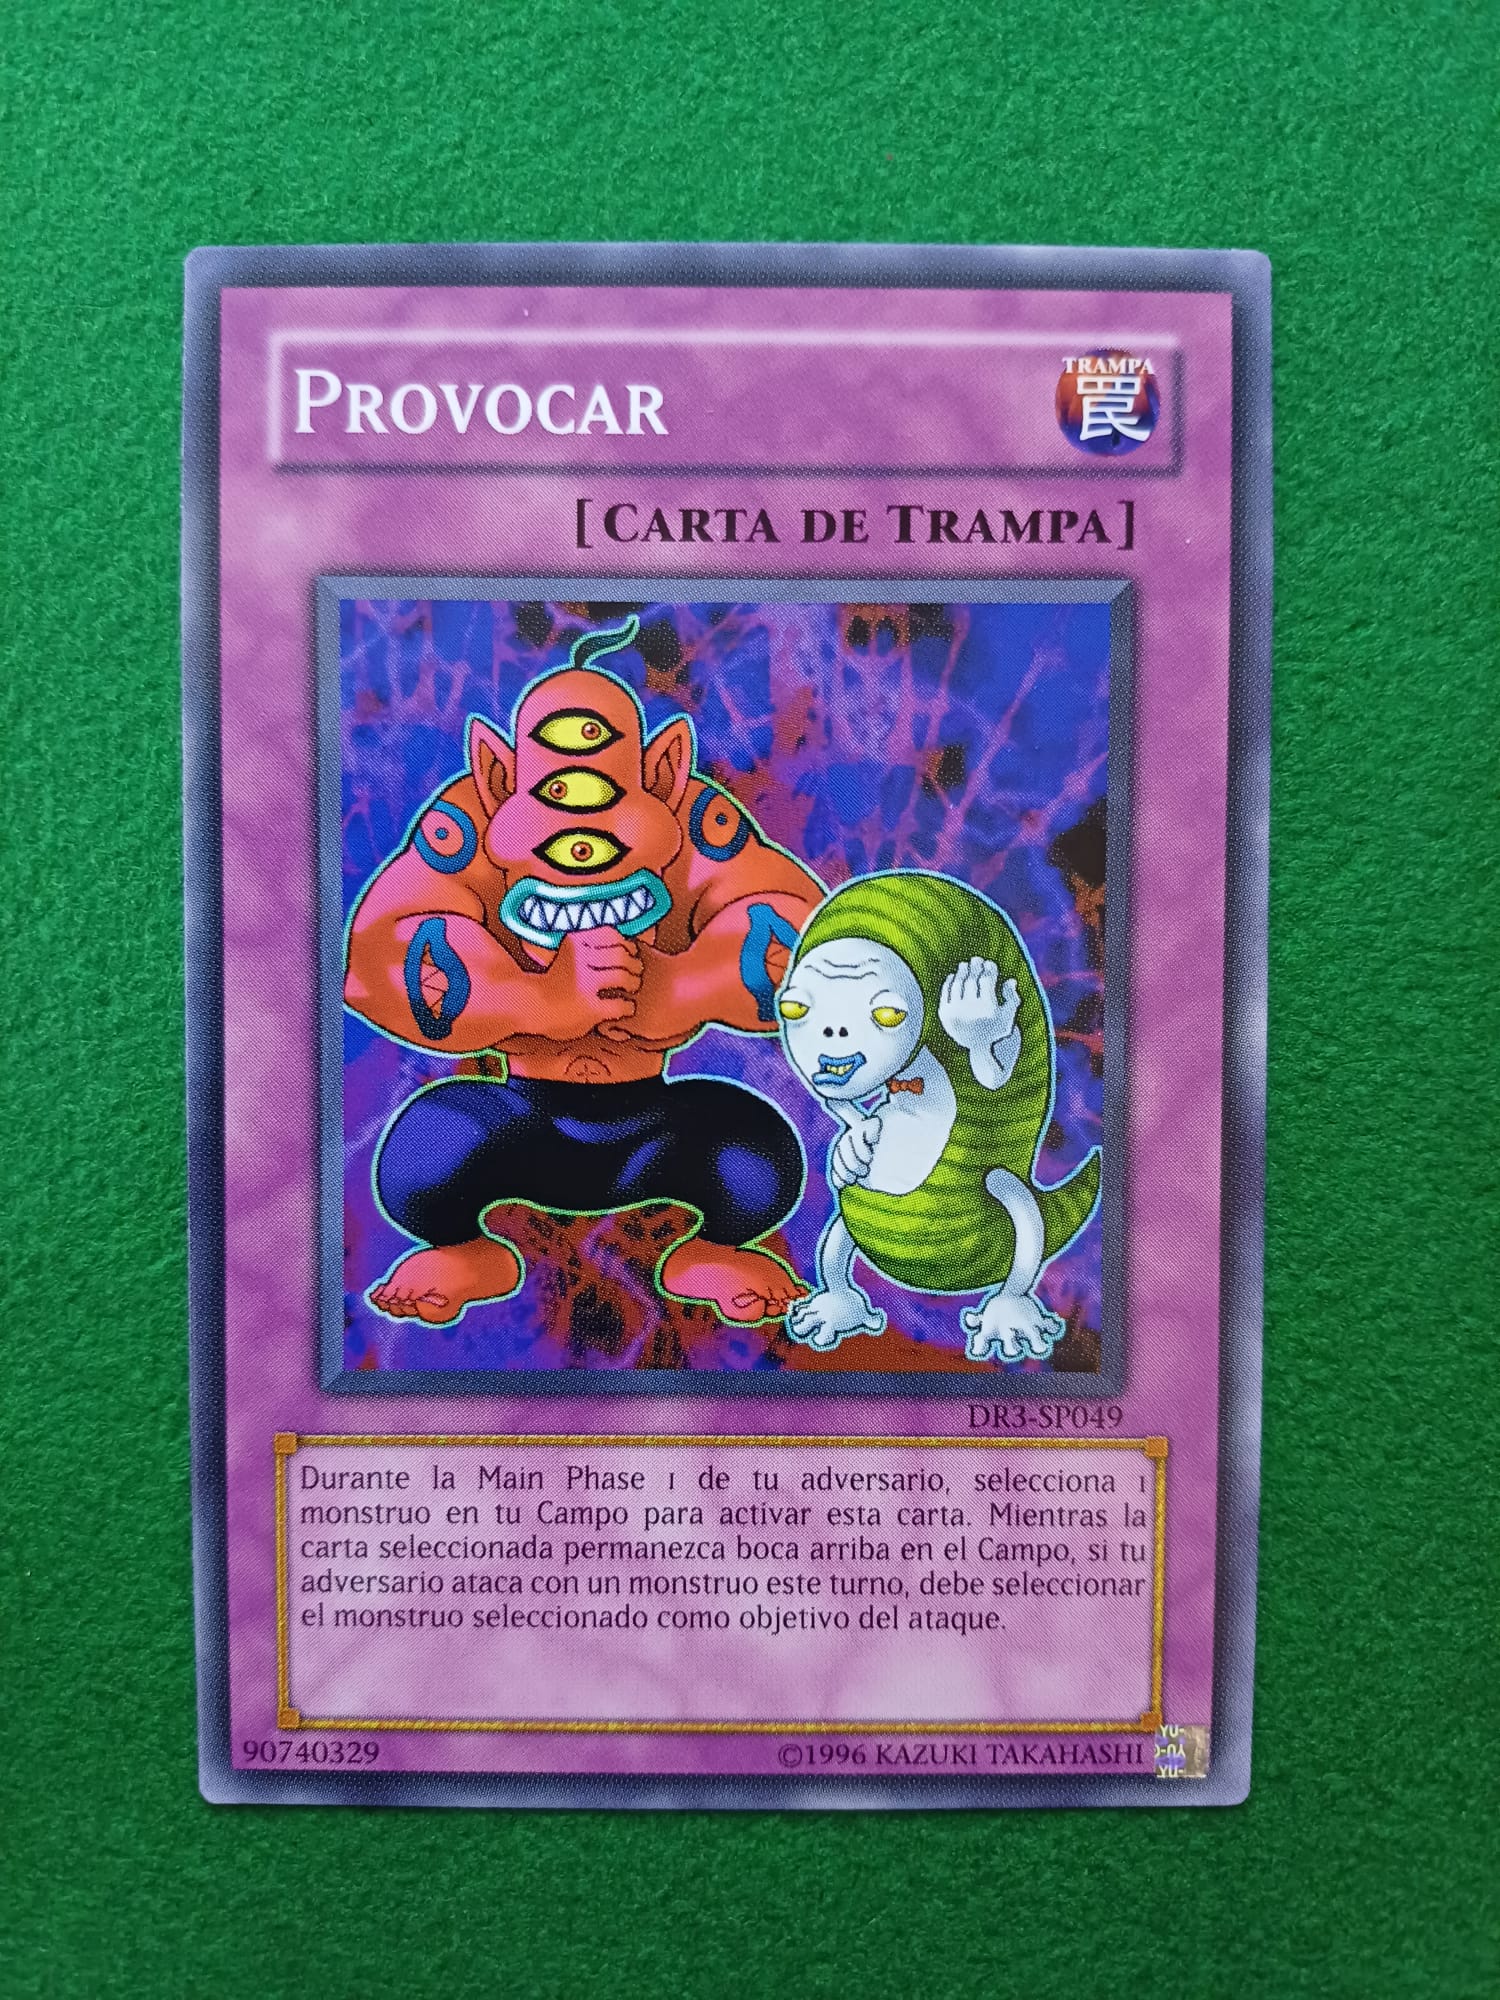 PROVOCAR
TRAMPA
罠
[CARTA DE TRAMPA]
DR3-SP049
Durante la Main Phase 1 de tu adversario, selecciona 1
monstruo en tu Campo para activar esta carta. Mientras la
carta seleccionada permanezca boca arriba en el Campo, si tu
adversario ataca con un monstruo este turno, debe seleccionar
el monstruo seleccionado como objetivo del ataque.
90740329
©1996 KAZUKI TAKAHASHI